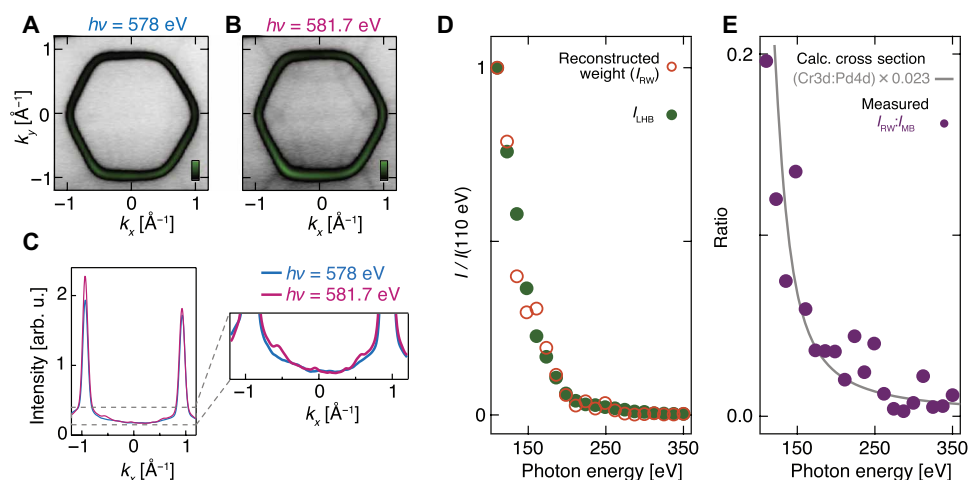 A
hν = 578 eV
1
0
−1
k_y [Å⁻¹]
−1 0 1
k_x [Å⁻¹]
B
hν = 581.7 eV
−1 0 1
k_x [Å⁻¹]
C
Intensity [arb. u.]
2
1
0
−1 0 1
k_x [Å⁻¹]
hν = 578 eV
hν = 581.7 eV
−1 0 1
k_x [Å⁻¹]
D
Reconstructed
weight (I_RW)
I_LHB
I / I(110 eV)
1
0
150 250 350
Photon energy [eV]
E
0.2
Calc. cross section
(Cr3d:Pd4d) × 0.023
Measured
I_RW:I_MB
Ratio
0.0
150 250 350
Photon energy [eV]